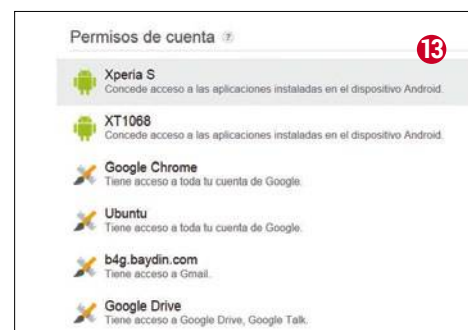 Permisos de cuenta ?
13
Xperia S
Concede acceso a las aplicaciones instaladas en el dispositivo Android.
XT1068
Concede acceso a las aplicaciones instaladas en el dispositivo Android.
Google Chrome
Tiene acceso a toda tu cuenta de Google.
Ubuntu
Tiene acceso a toda tu cuenta de Google.
b4g.baydin.com
Tiene acceso a Gmail.
Google Drive
Tiene acceso a Google Drive, Google Talk.